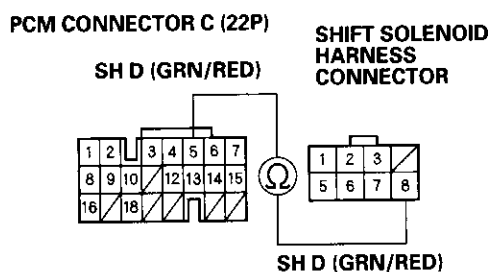 PCM CONNECTOR C (22P)
SH D (GRN/RED)
SHIFT SOLENOID
HARNESS
CONNECTOR
1 2 3 4 5 6 7
8 9 10 12 13 14 15
16 18
Ω
1 2 3
5 6 7 8
SH D (GRN/RED)